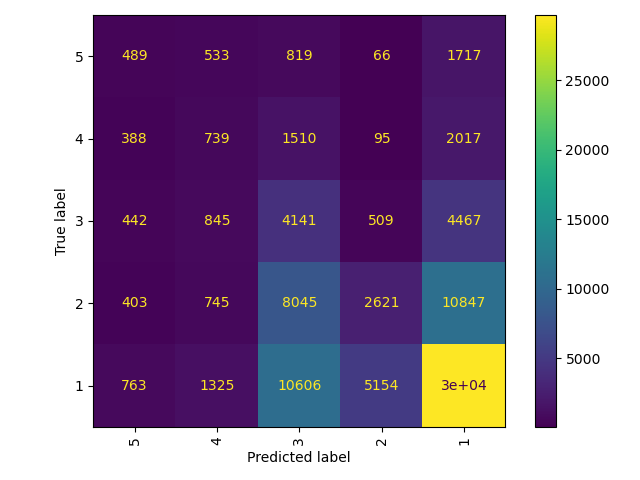 5 489 533 819 66 1717
4 388 739 1510 95 2017
3 442 845 4141 509 4467
2 403 745 8045 2621 10847
1 763 1325 10606 5154 3e+04
5 4 3 2 1
Predicted label
True label
25000
20000
15000
10000
5000